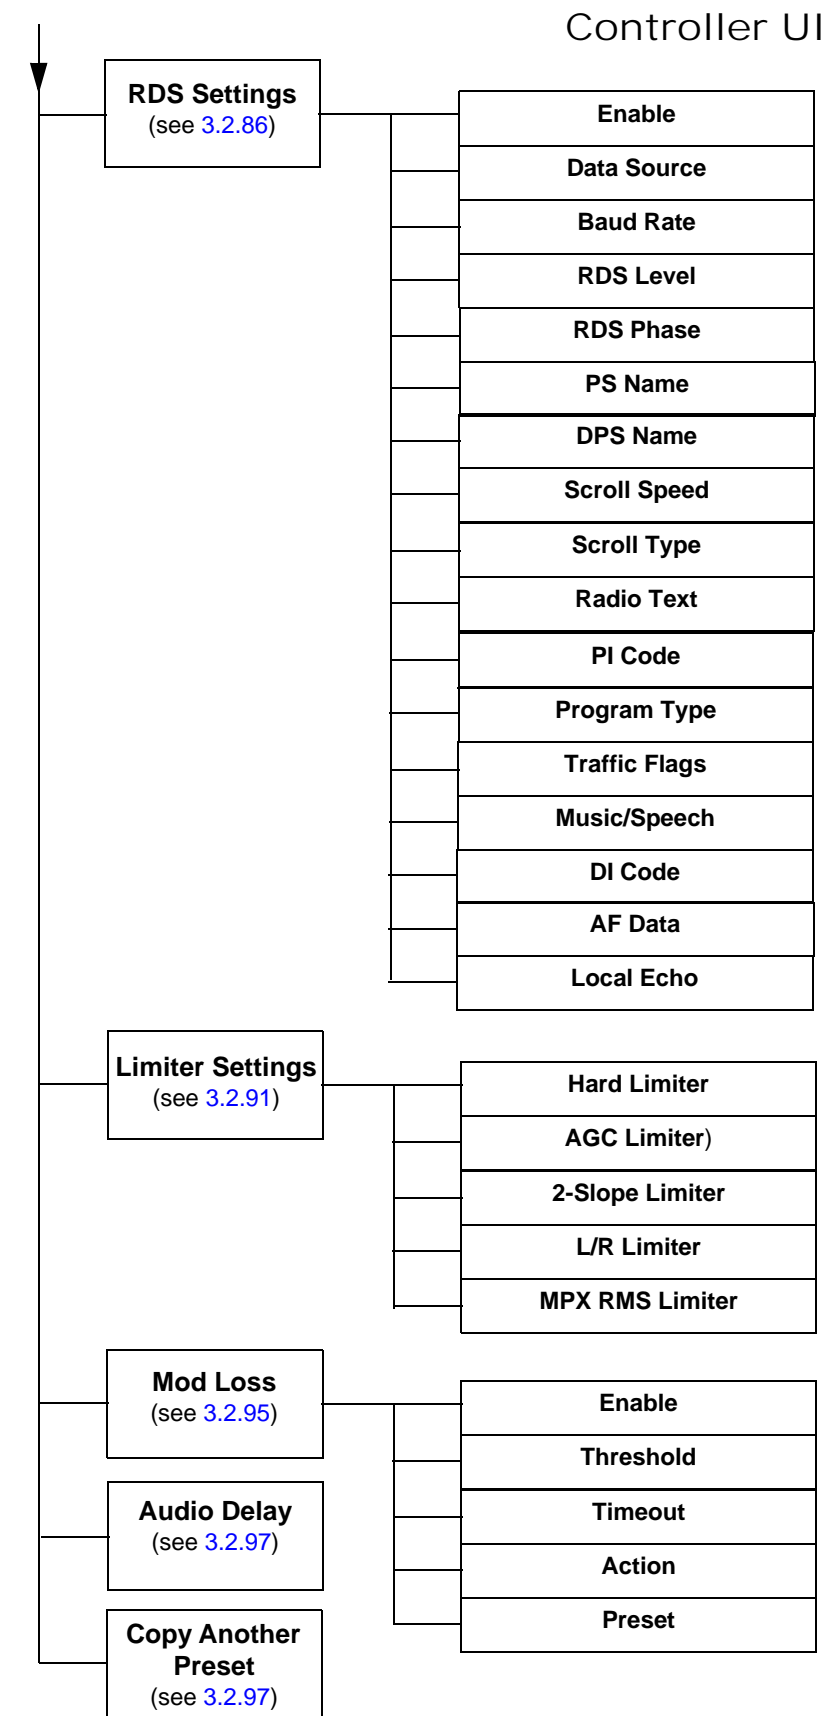 Controller UI
RDS Settings
(see 3.2.86)
Enable
Data Source
Baud Rate
RDS Level
RDS Phase
PS Name
DPS Name
Scroll Speed
Scroll Type
Radio Text
PI Code
Program Type
Traffic Flags
Music/Speech
DI Code
AF Data
Local Echo
Limiter Settings
(see 3.2.91)
Hard Limiter
AGC Limiter)
2-Slope Limiter
L/R Limiter
MPX RMS Limiter
Mod Loss
(see 3.2.95)
Enable
Threshold
Timeout
Action
Preset
Audio Delay
(see 3.2.97)
Copy Another
Preset
(see 3.2.97)